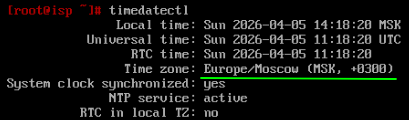 [root@isp ~]# timedatectl
Local time: Sun 2026-04-05 14:18:20 MSK
Universal time: Sun 2026-04-05 11:18:20 UTC
RTC time: Sun 2026-04-05 11:18:20
Time zone: Europe/Moscow (MSK, +0300)
System clock synchronized: yes
NTP service: active
RTC in local TZ: no